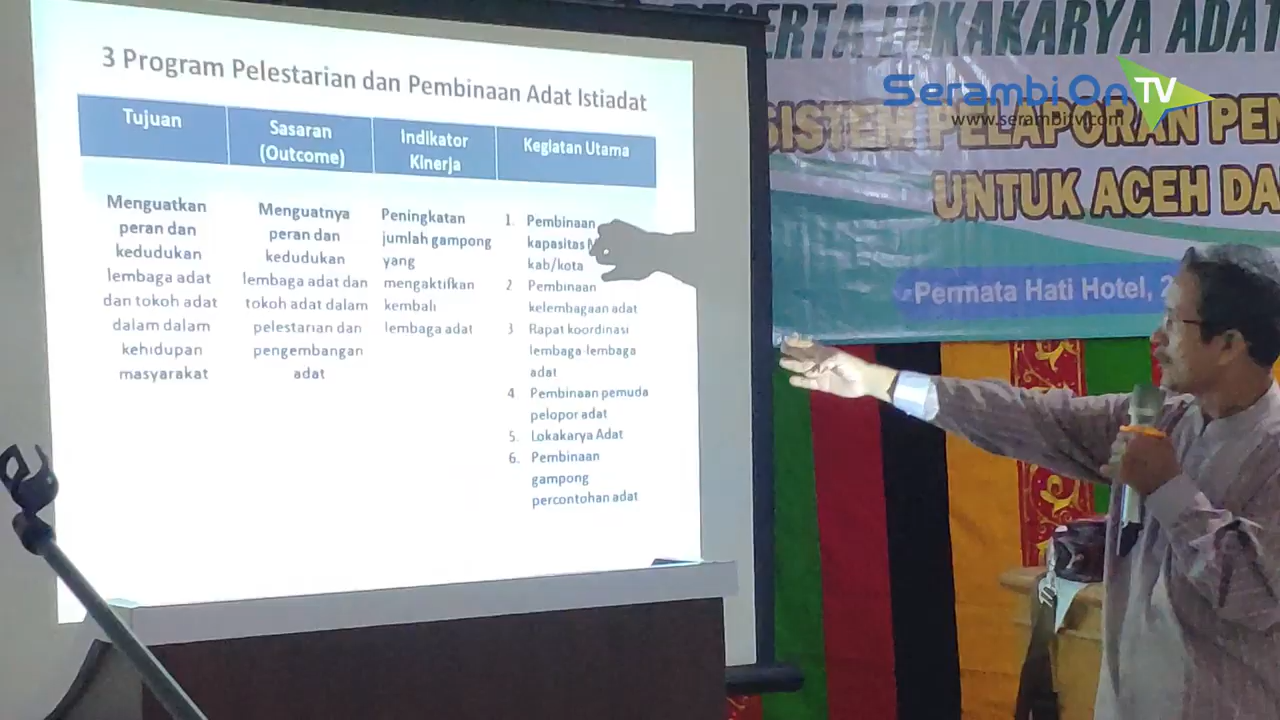 3 Program Pelestarian dan Pembinaan Adat Istiadat
Tujuan
Sasaran
(Outcome)
Indikator
Kinerja
Kegiatan Utama
Menguatkan
peran dan
kedudukan
lembaga adat
dan tokoh adat
dalam dalam
kehidupan
masyarakat
Menguatnya
peran dan
kedudukan
lembaga adat dan
tokoh adat dalam
pelestarian dan
pengembangan
adat
Peningkatan
jumlah gampong
yang
mengaktifkan
kembali
lembaga adat
1. Pembinaan
kapasitas
kab/kota
2 Pembinaan
kelembagaan adat
3 Rapat koordinasi
lembaga-lembaga
adat
4 Pembinaan pemuda
pelopor adat
5. Lokakarya Adat
6. Pembinaan
gampong
percontohan adat
LOKAKARYA ADAT
Serambi On TV
www.serambitv.com
SISTEM PELAPORAN PEN
UNTUK ACEH DA
Permata Hati Hotel, 2